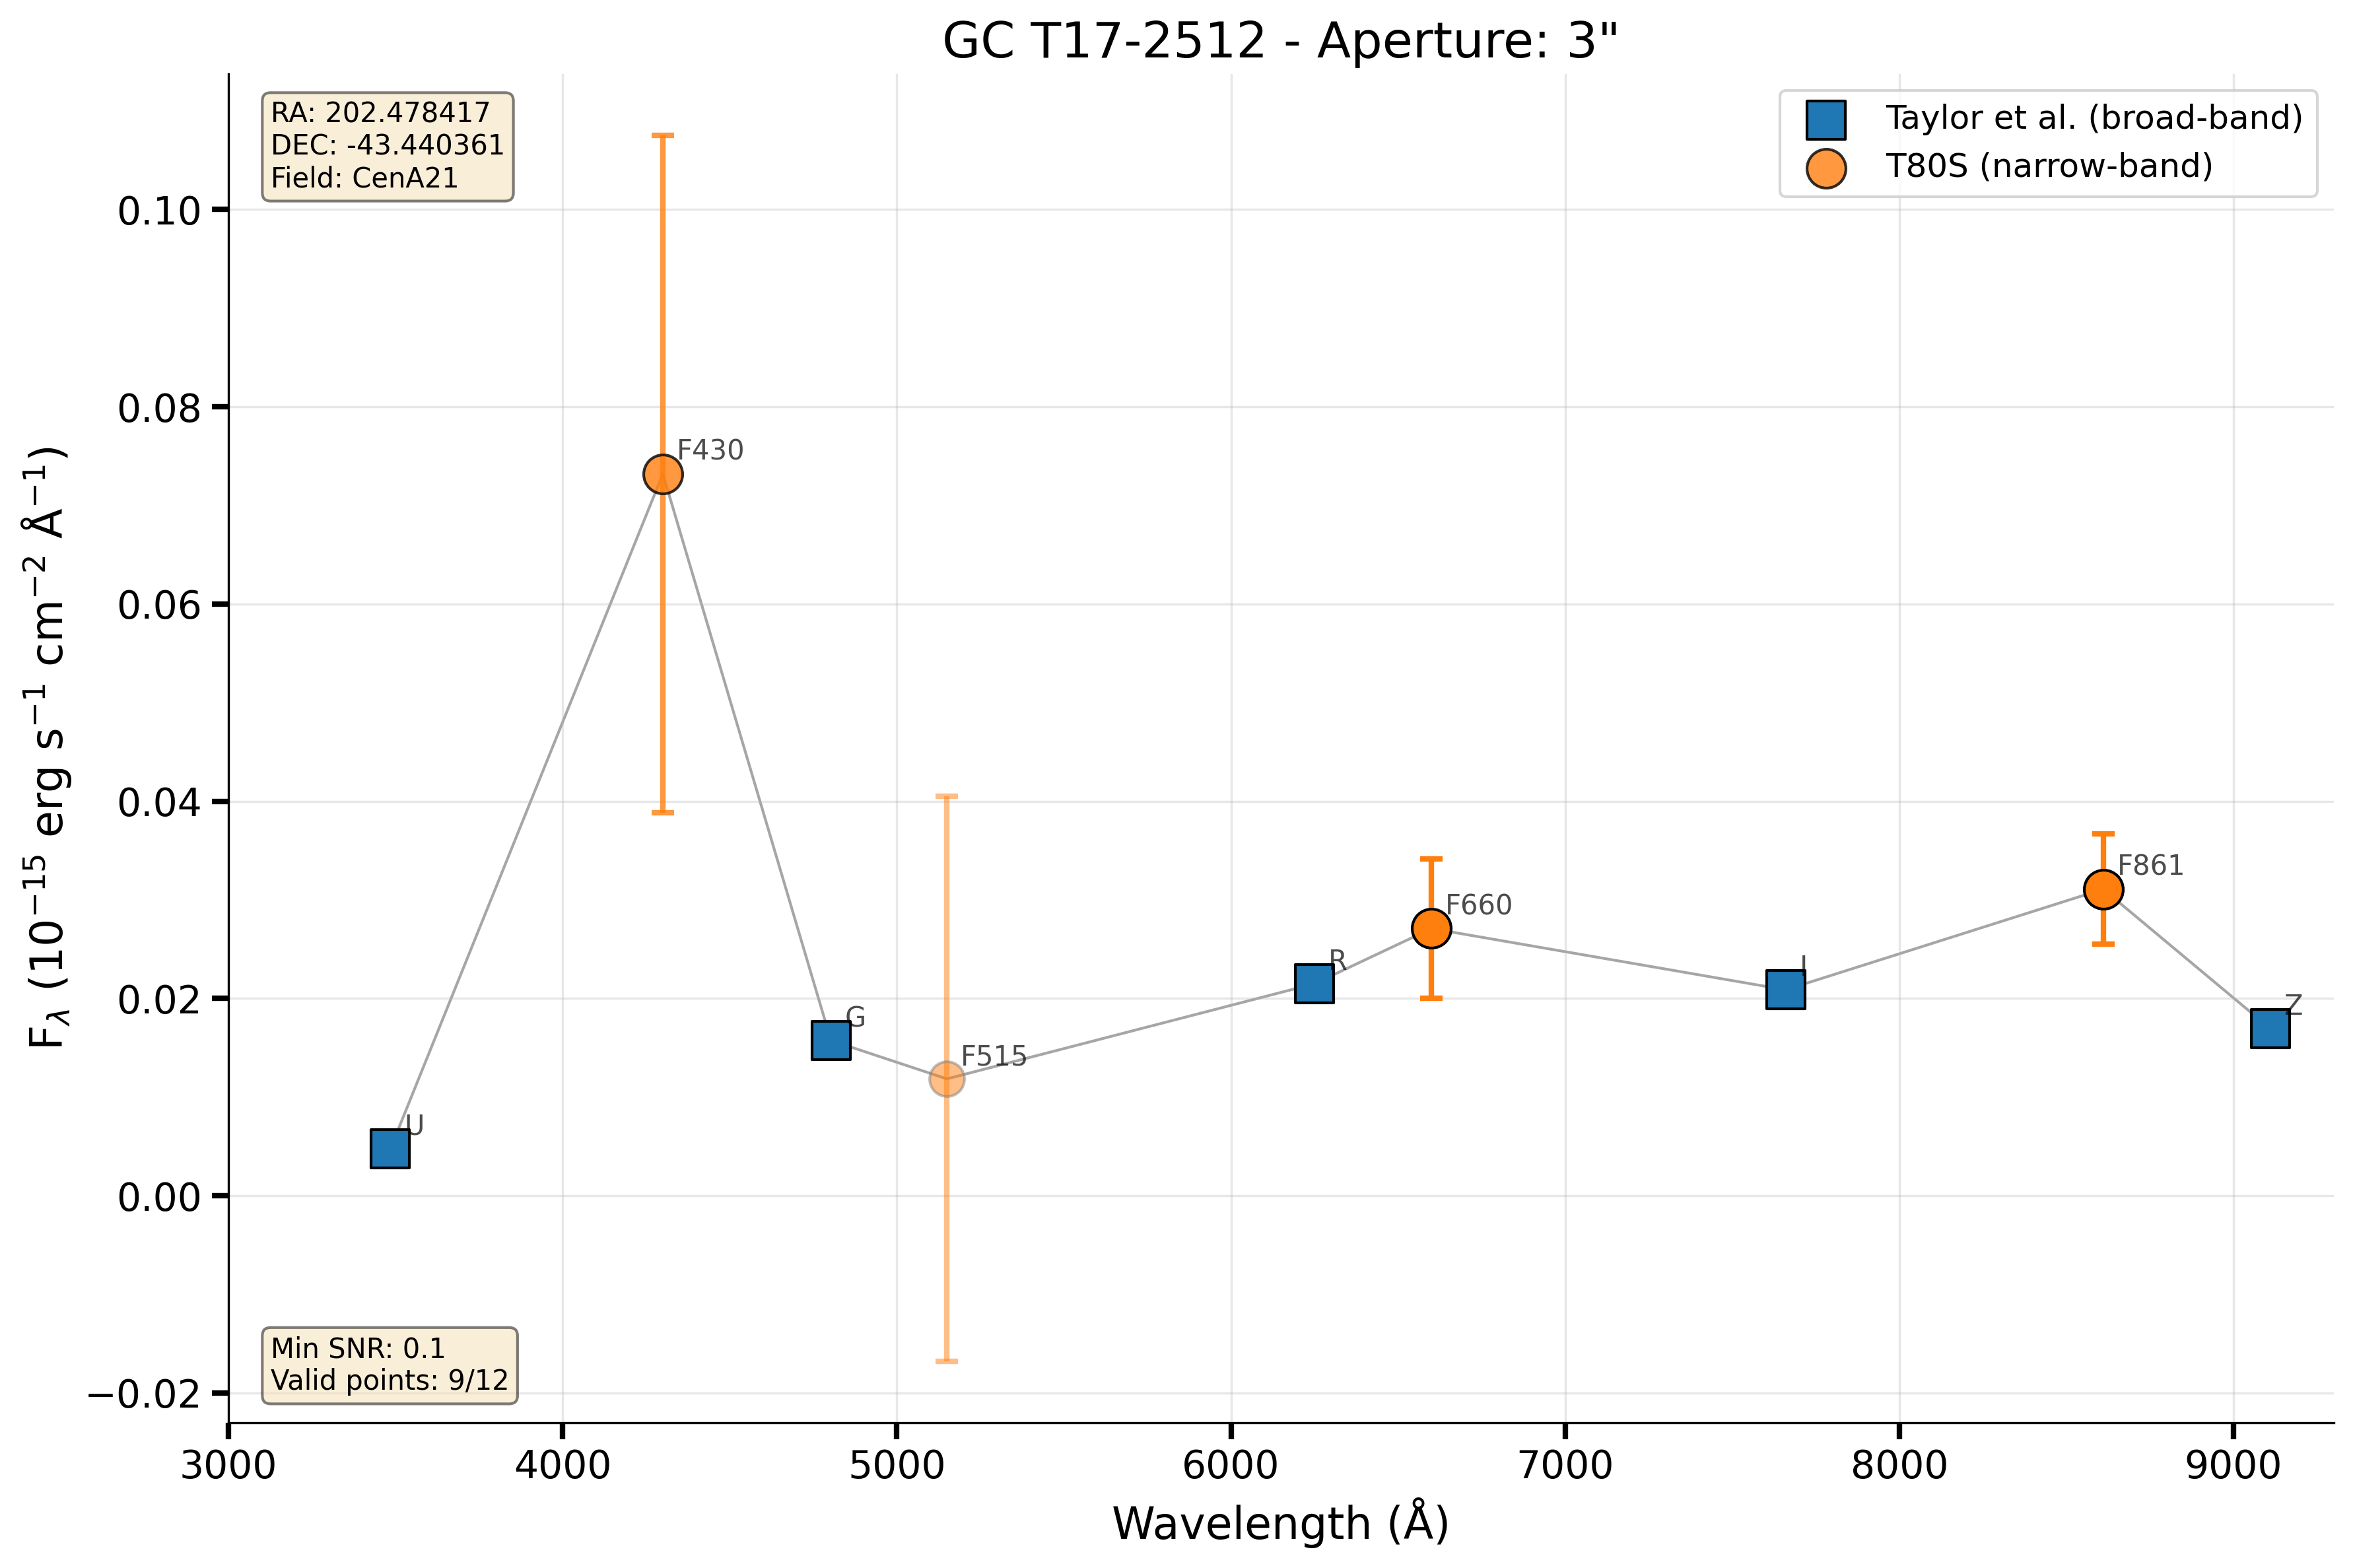 GC T17-2512 - Aperture: 3"
RA: 202.478417
DEC: -43.440361
Field: CenA21
Taylor et al. (broad-band)
T80S (narrow-band)
F430
F861
F660
R
I
Z
G
F515
U
Min SNR: 0.1
Valid points: 9/12
0.10
0.08
0.06
0.04
0.02
0.00
−0.02
F_λ (10⁻¹⁵ erg s⁻¹ cm⁻² Å⁻¹)
3000 4000 5000 6000 7000 8000 9000
Wavelength (Å)